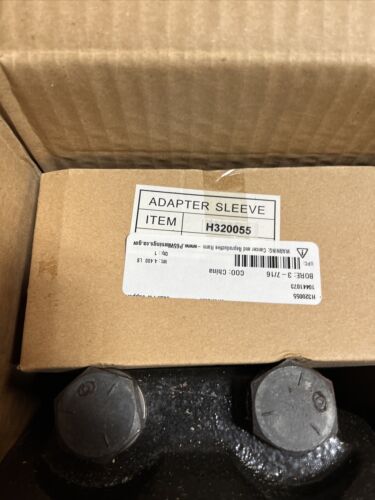 ADAPTER SLEEVE
ITEM H320055
H320055
10441073
BORE: 3 - 7/16
UPC:
COO: China
WARNING: Cancer and Reproductive Harm - www.P65Warnings.ca.gov
Qty : 1
Wt.: 4.400 LB